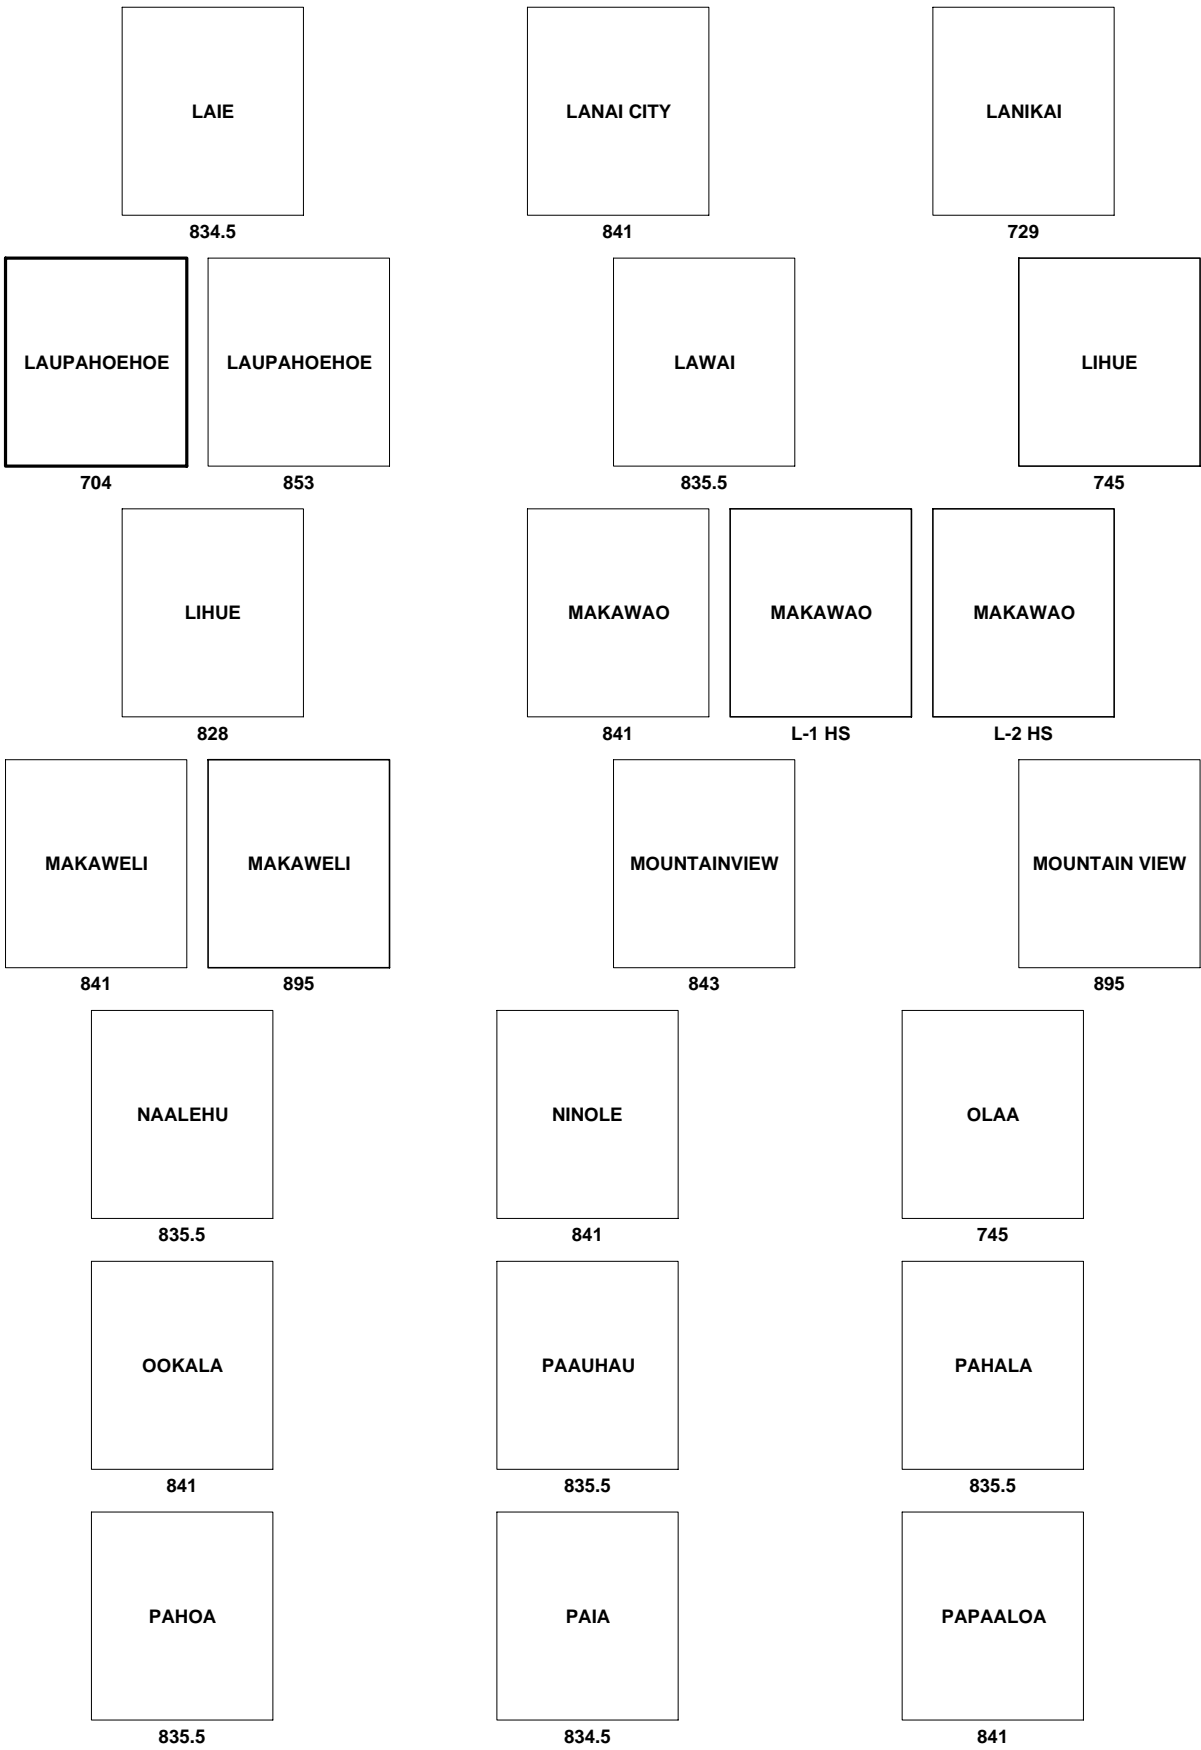 LAIE
834.5
LANAI CITY
841
LANIKAI
729
LAUPAHOEHOE
704
LAUPAHOEHOE
853
LAWAI
835.5
LIHUE
745
LIHUE
828
MAKAWAO
841
MAKAWAO
L-1 HS
MAKAWAO
L-2 HS
MAKAWELI
841
MAKAWELI
895
MOUNTAINVIEW
843
MOUNTAIN VIEW
895
NAALEHU
835.5
NINOLE
841
OLAA
745
OOKALA
841
PAAUHAU
835.5
PAHALA
835.5
PAHOA
835.5
PAIA
834.5
PAPAALOA
841